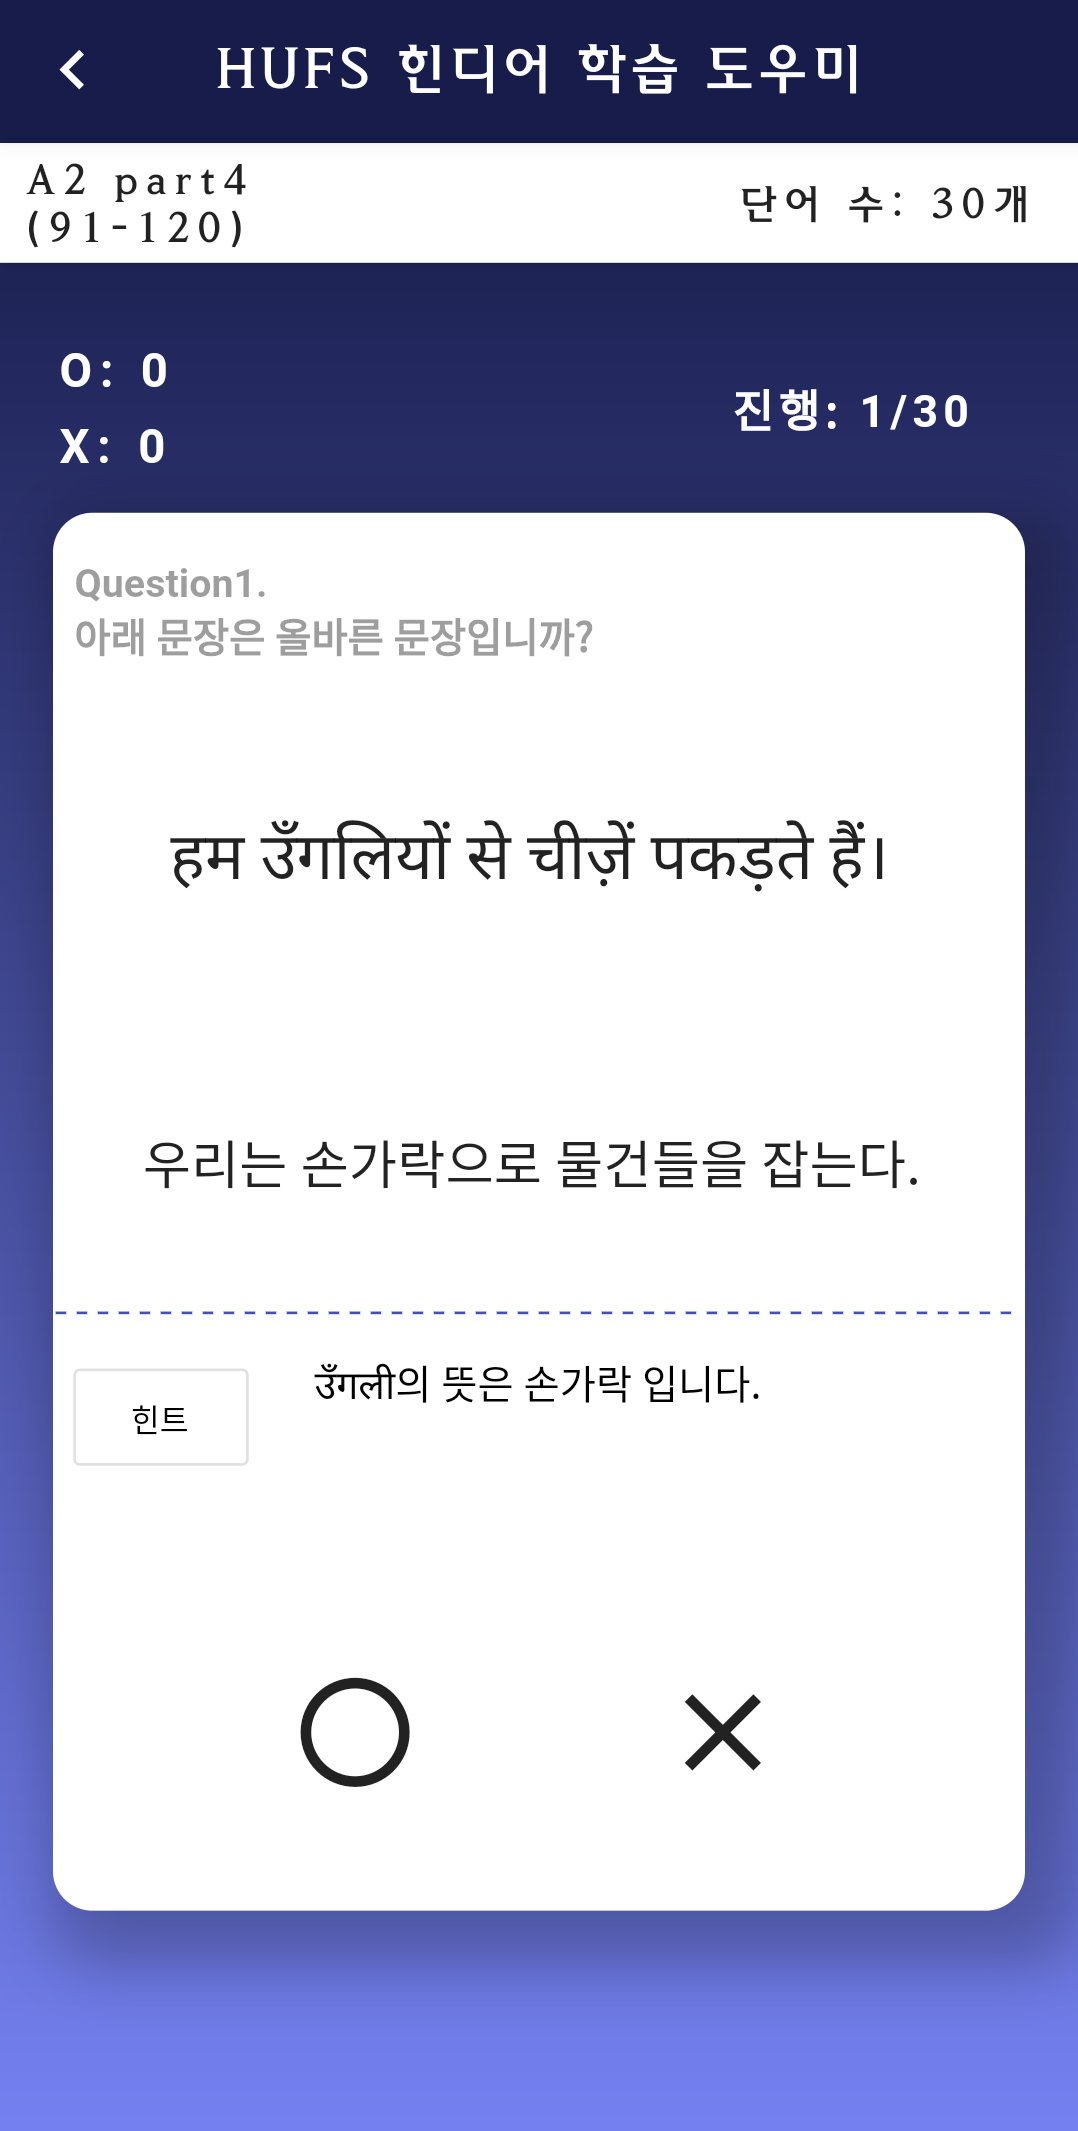 HUFS 힌디어 학습 도우미
A2 part4
(91-120)
단어 수: 30개
O: 0
X: 0
진행: 1/30
Question1.
아래 문장은 올바른 문장입니까?
हम उँगलियों से चीज़ें पकड़ते हैं।
우리는 손가락으로 물건들을 잡는다.
힌트
उँगली의 뜻은 손가락 입니다.